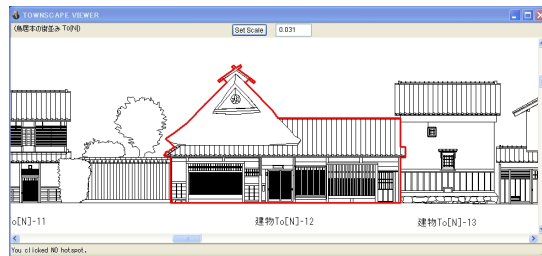 TOWNSCAPE VIEWER
(鳥居本の街並み To[N])
Set Scale 0.031
o[N]-11 建物To[N]-12 建物To[N]-13
You clicked NO hotspot.